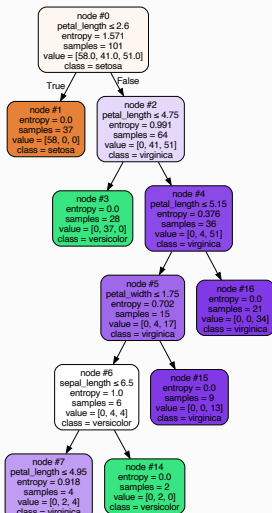 node #0
petal_length ≤ 2.6
entropy = 1.571
samples = 101
value = [58.0, 41.0, 51.0]
class = setosa
True
False
node #1
entropy = 0.0
samples = 37
value = [58, 0, 0]
class = setosa
node #2
petal_length ≤ 4.75
entropy = 0.991
samples = 64
value = [0, 41, 51]
class = virginica
node #3
entropy = 0.0
samples = 28
value = [0, 37, 0]
class = versicolor
node #4
petal_length ≤ 5.15
entropy = 0.376
samples = 36
value = [0, 4, 51]
class = virginica
node #5
petal_width ≤ 1.75
entropy = 0.702
samples = 15
value = [0, 4, 17]
class = virginica
node #16
entropy = 0.0
samples = 21
value = [0, 0, 34]
class = virginica
node #6
sepal_length ≤ 6.5
entropy = 1.0
samples = 6
value = [0, 4, 4]
class = versicolor
node #15
entropy = 0.0
samples = 9
value = [0, 0, 13]
class = virginica
node #7
petal_length ≤ 4.95
entropy = 0.918
samples = 4
value = [0, 2, 4]
class = virginica
node #14
entropy = 0.0
samples = 2
value = [0, 2, 0]
class = versicolor